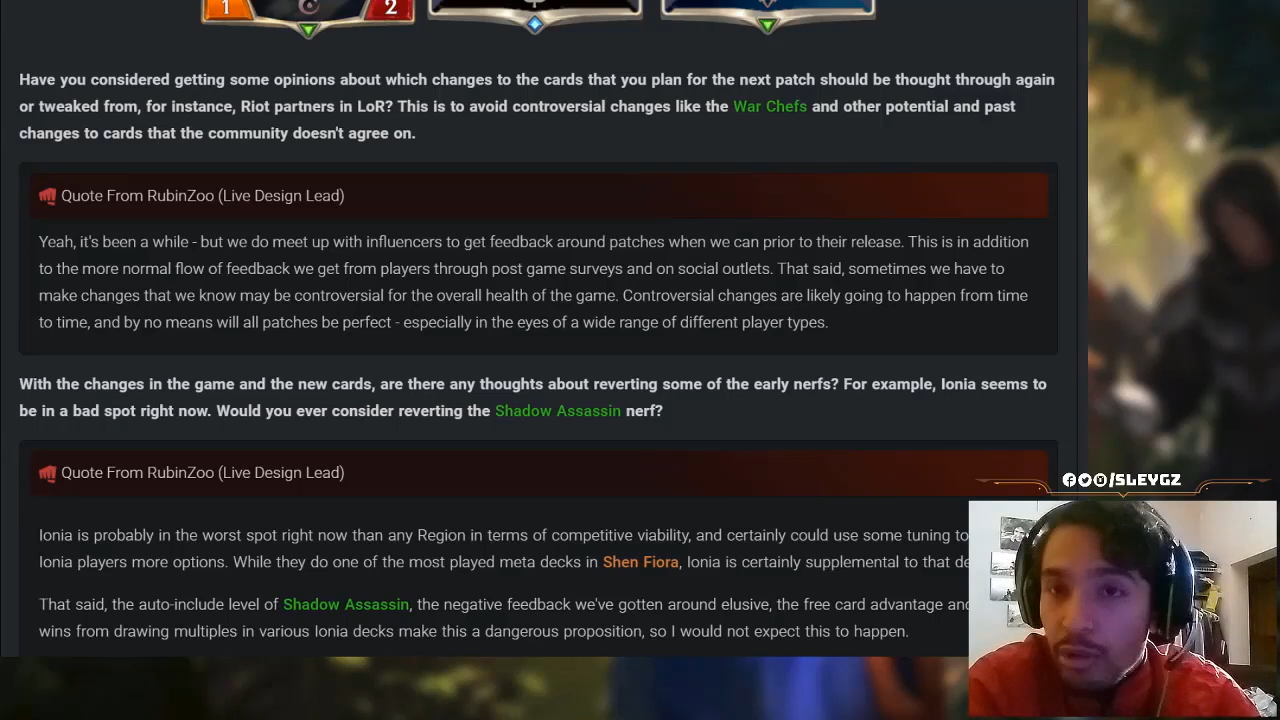 1
2
Have you considered getting some opinions about which changes to the cards that you plan for the next patch should be thought through again
or tweaked from, for instance, Riot partners in LoR? This is to avoid controversial changes like the War Chefs and other potential and past
changes to cards that the community doesn't agree on.
Quote From RubinZoo (Live Design Lead)
Yeah, it's been a while - but we do meet up with influencers to get feedback around patches when we can prior to their release. This is in addition
to the more normal flow of feedback we get from players through post game surveys and on social outlets. That said, sometimes we have to
make changes that we know may be controversial for the overall health of the game. Controversial changes are likely going to happen from time
to time, and by no means will all patches be perfect - especially in the eyes of a wide range of different player types.
With the changes in the game and the new cards, are there any thoughts about reverting some of the early nerfs? For example, Ionia seems to
be in a bad spot right now. Would you ever consider reverting the Shadow Assassin nerf?
Quote From RubinZoo (Live Design Lead)
/SLEVGZ
Ionia is probably in the worst spot right now than any Region in terms of competitive viability, and certainly could use some tuning to
Ionia players more options. While they do one of the most played meta decks in Shen Fiora, Ionia is certainly supplemental to that
That said, the auto-include level of Shadow Assassin, the negative feedback we've gotten around elusive, the free card advantage
wins from drawing multiples in various Ionia decks make this a dangerous proposition, so I would not expect this to happen.